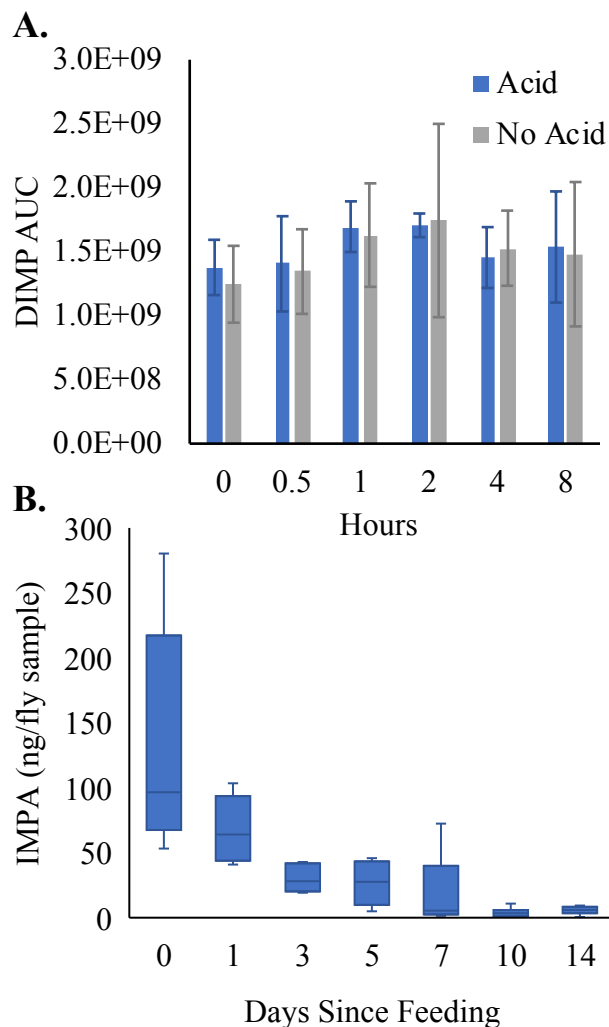 A.
3.0E+09
2.5E+09
2.0E+09
1.5E+09
1.0E+09
5.0E+08
0.0E+00
DIMP AUC
Acid
No Acid
0 0.5 1 2 4 8
Hours
B.
300
250
200
150
100
50
0
IMPA (ng/fly sample)
0 1 3 5 7 10 14
Days Since Feeding